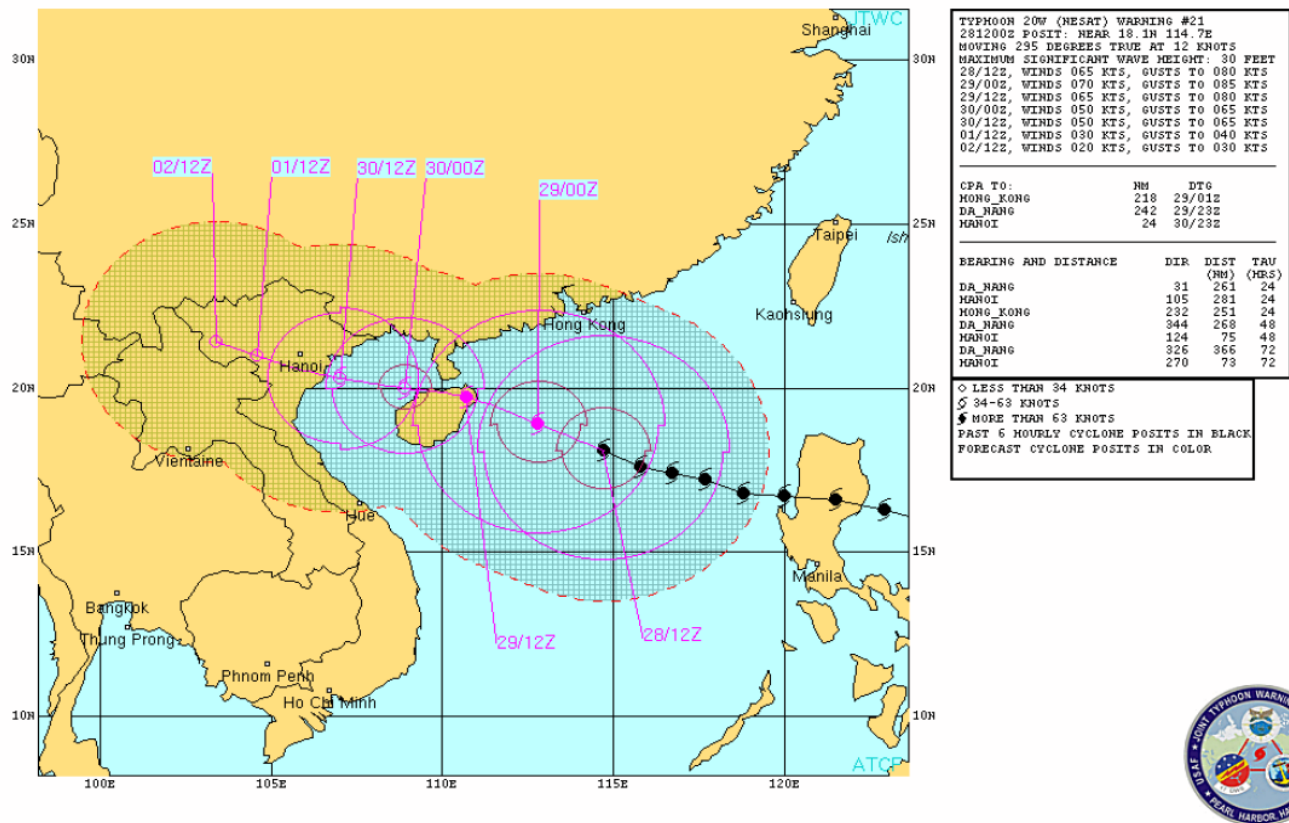 JTWC
Shanghai
30N
30N
02/12Z
01/12Z
30/12Z
30/00Z
29/00Z
25N
25N
Taipei
Ish
Kaohsiung
Hong Kong
Hanoi
20N
20N
Vientaine
Hue
15N
15N
Manila
Bangkok
Thung Prong
29/12Z
28/12Z
Phnom Penh
Ho Chi Minh
10N
10N
ATCF
100E
105E
110E
115E
120E
TYPHOON 20W (NESAT) WARNING #21
281200Z POSIT: NEAR 18.1N 114.7E
MOVING 295 DEGREES TRUE AT 12 KNOTS
MAXIMUM SIGNIFICANT WAVE HEIGHT: 30 FEET
28/12Z, WINDS 065 KTS, GUSTS TO 080 KTS
29/00Z, WINDS 070 KTS, GUSTS TO 085 KTS
29/12Z, WINDS 065 KTS, GUSTS TO 080 KTS
30/00Z, WINDS 050 KTS, GUSTS TO 065 KTS
30/12Z, WINDS 050 KTS, GUSTS TO 065 KTS
01/12Z, WINDS 030 KTS, GUSTS TO 040 KTS
02/12Z, WINDS 020 KTS, GUSTS TO 030 KTS
CPA TO: NM DTG
HONG_KONG 218 29/01Z
DA_NANG 242 29/23Z
HANOI 24 30/23Z
BEARING AND DISTANCE DIR DIST TAU
(NM) (HRS)
DA_NANG 31 261 24
HANOI 105 281 24
HONG_KONG 232 251 24
DA_NANG 344 268 48
HANOI 124 75 48
DA_NANG 326 366 72
HANOI 270 73 72
LESS THAN 34 KNOTS
34-63 KNOTS
MORE THAN 63 KNOTS
PAST 6 HOURLY CYCLONE POSITS IN BLACK
FORECAST CYCLONE POSITS IN COLOR
JOINT TYPHOON WARNIN
USAF
PEARL HARBOR, HA